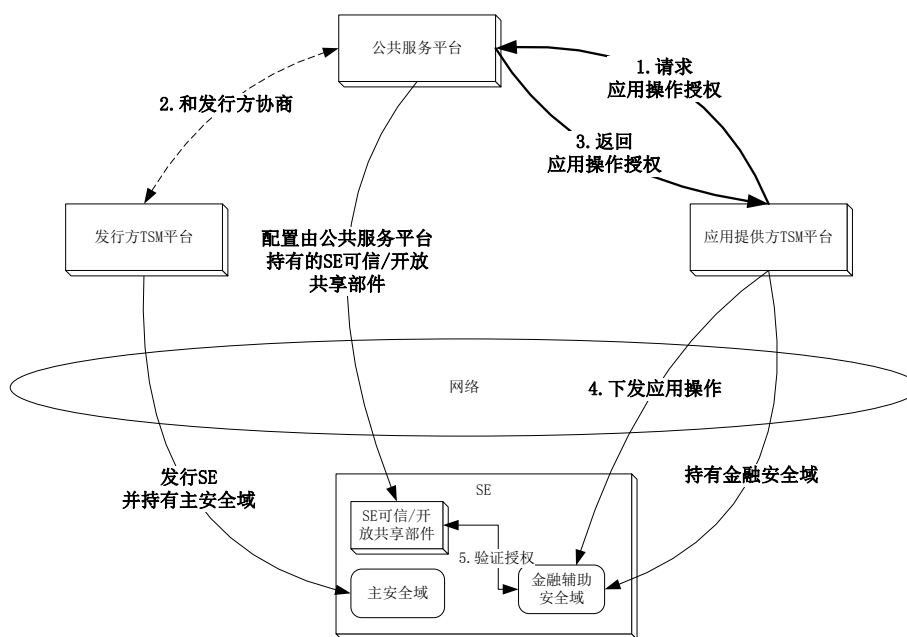 公共服务平台
1.请求
应用操作授权
2.和发行方协商
3.返回
应用操作授权
发行方TSM平台
配置由公共服务平台
持有的SE可信/开放
共享部件
应用提供方TSM平台
网络
4.下发应用操作
发行SE
并持有主安全域
持有金融安全域
SE
SE可信/开
放共享部件
5.验证授权
主安全域
金融辅助
安全域